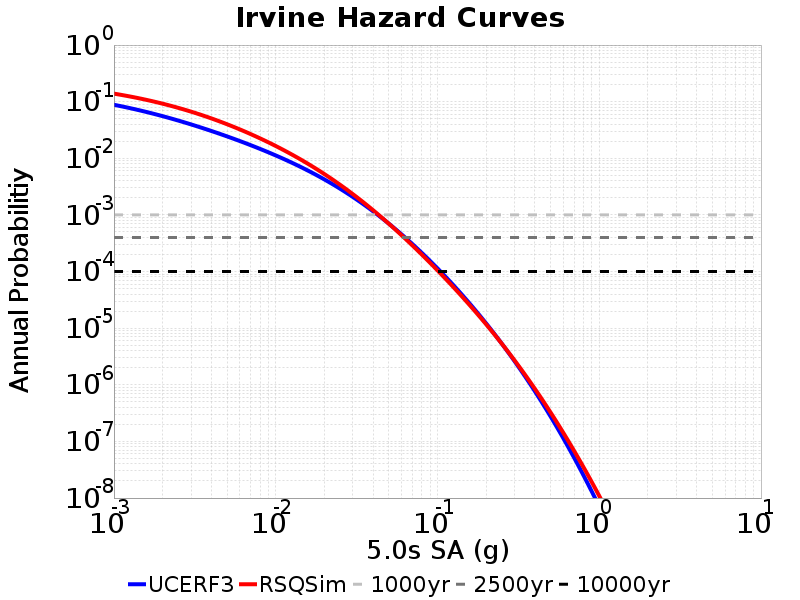 Irvine Hazard Curves
Annual Probabilitiy
10^0
10^-1
10^-2
10^-3
10^-4
10^-5
10^-6
10^-7
10^-8
10^-3 10^-2 10^-1 10^0 10^1
5.0s SA (g)
UCERF3 RSQSim 1000yr 2500yr 10000yr